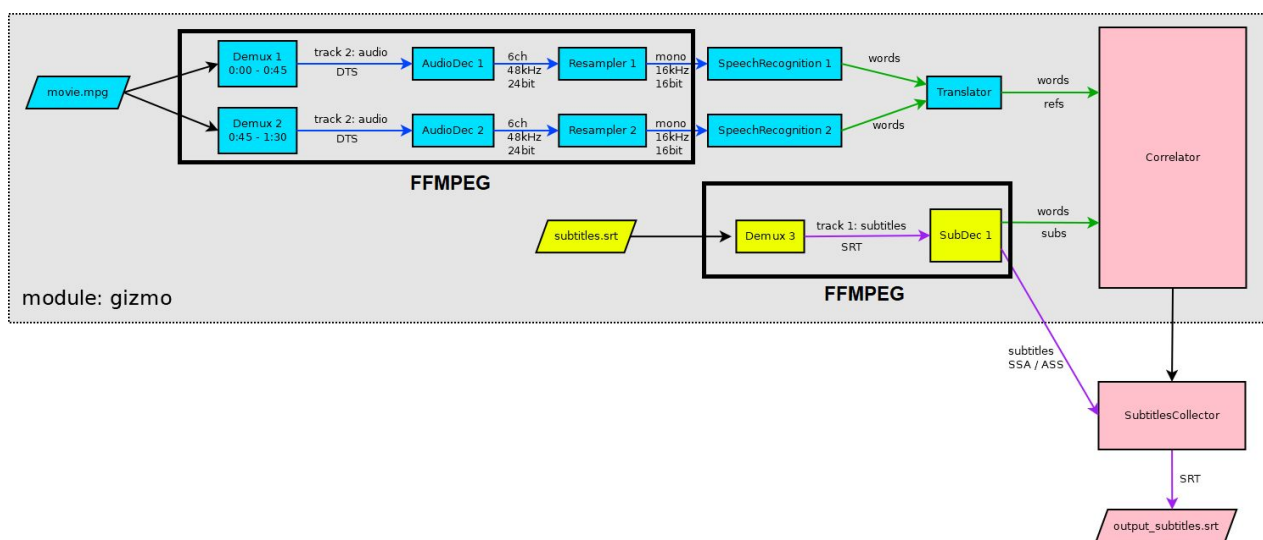 movie.mpg
Demux 1
0:00 - 0:45
track 2: audio
DTS
AudioDec 1
6ch
48kHz
24bit
Resampler 1
mono
16kHz
16bit
SpeechRecognition 1
words
Demux 2
0:45 - 1:30
track 2: audio
DTS
AudioDec 2
6ch
48kHz
24bit
Resampler 2
mono
16kHz
16bit
SpeechRecognition 2
words
Translator
words
refs
Correlator
FFMPEG
subtitles.srt
Demux 3
track 1: subtitles
SRT
SubDec 1
words
subs
FFMPEG
module: gizmo
subtitles
SSA / ASS
SubtitlesCollector
SRT
output_subtitles.srt